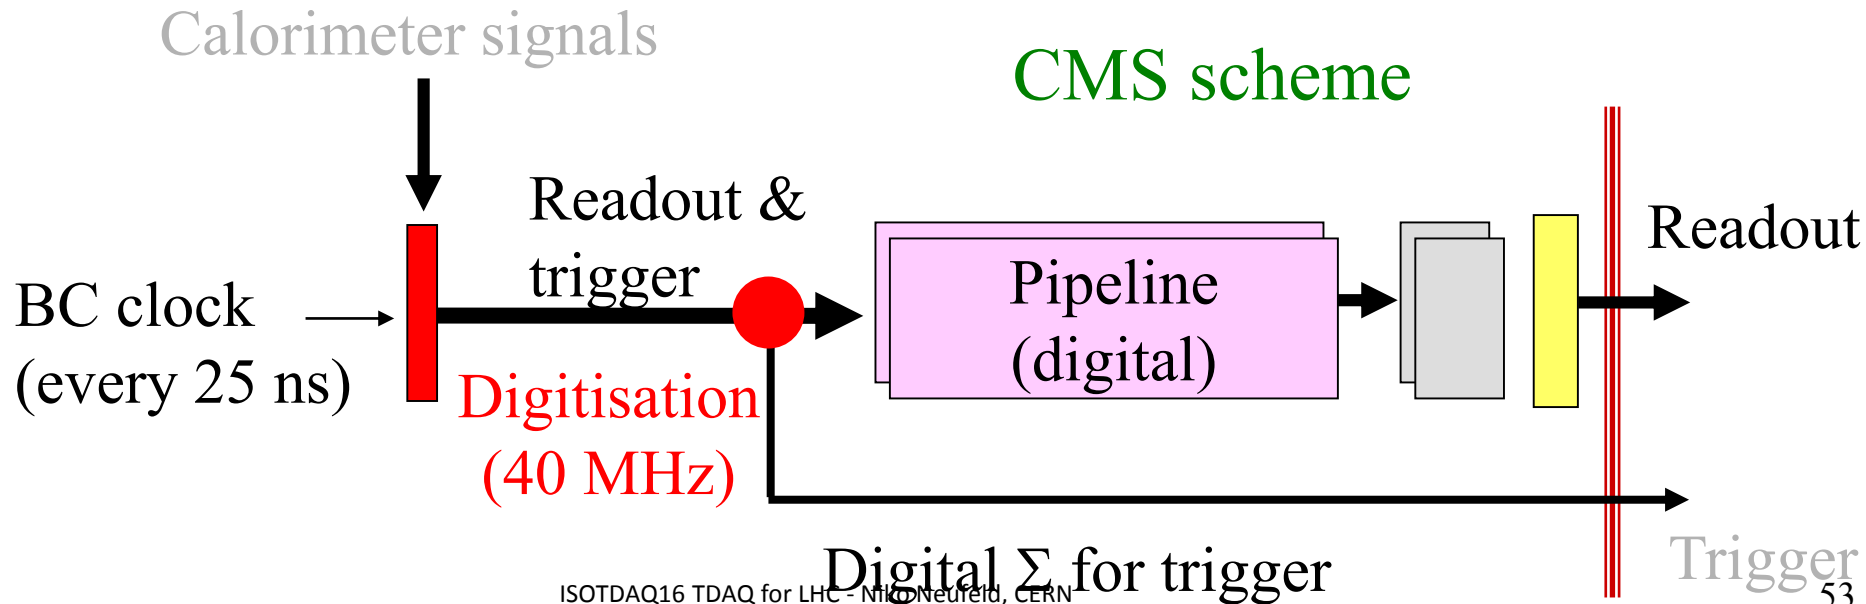 Calorimeter signals
CMS scheme
Readout &
trigger
Readout
BC clock
(every 25 ns)
Pipeline
(digital)
Digitisation
(40 MHz)
Digital Σ for trigger
Trigger
ISOTDAQ16 TDAQ for LHC - Niko Neufeld, CERN
53